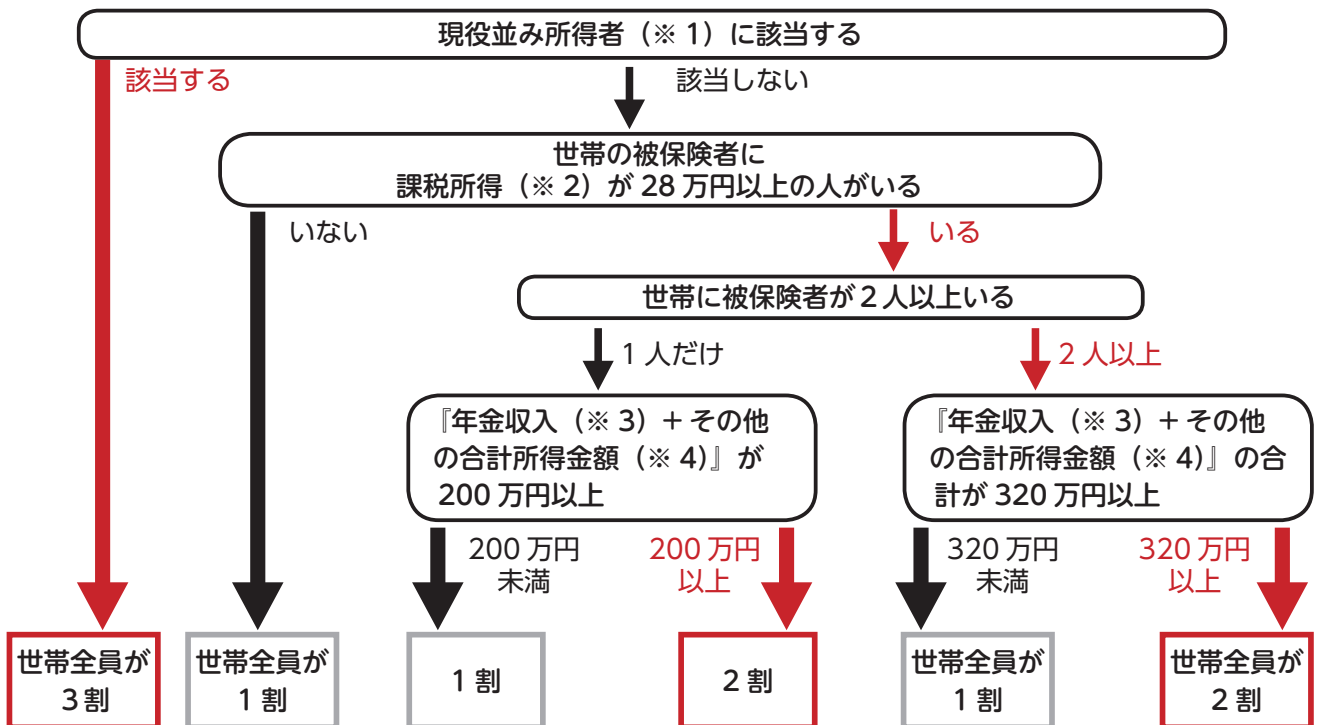 現役並み所得者（※ 1）に該当する
該当する
該当しない
世帯の被保険者に
課税所得（※ 2）が 28 万円以上の人がいる
いない
いる
世帯に被保険者が２人以上いる
1 人だけ
2 人以上
『年金収入（※ 3）＋その他
の合計所得金額（※ 4）』が
200 万円以上
『年金収入（※ 3）＋その他
の合計所得金額（※ 4）』の合
計が 320 万円以上
200 万円
未満
200 万円
以上
320 万円
未満
320 万円
以上
世帯全員が
3 割
世帯全員が
1 割
1 割
2 割
世帯全員が
1 割
世帯全員が
2 割